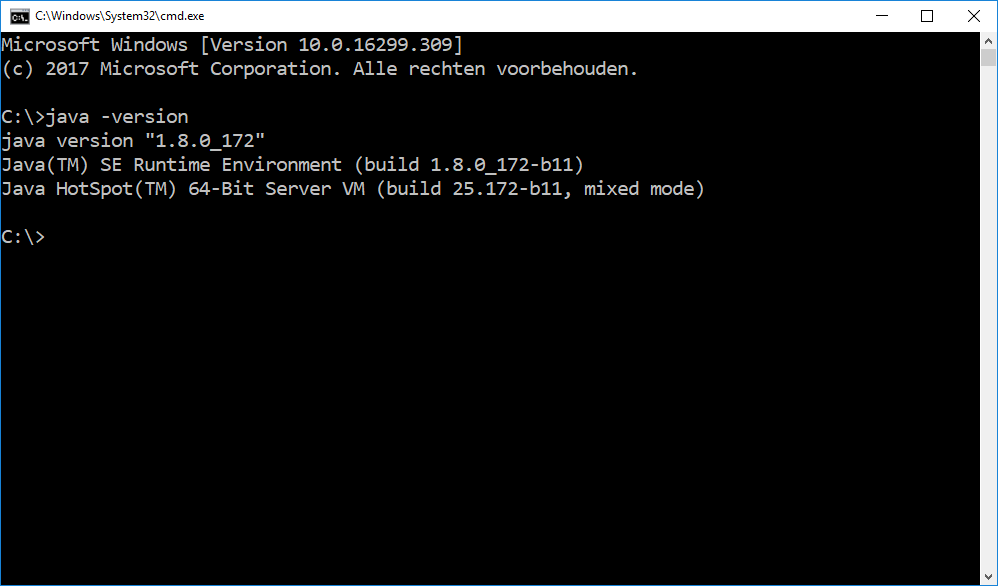 C:\Windows\System32\cmd.exe
Microsoft Windows [Version 10.0.16299.309]
(c) 2017 Microsoft Corporation. Alle rechten voorbehouden.
C:\>java -version
java version "1.8.0_172"
Java(TM) SE Runtime Environment (build 1.8.0_172-b11)
Java HotSpot(TM) 64-Bit Server VM (build 25.172-b11, mixed mode)
C:\>